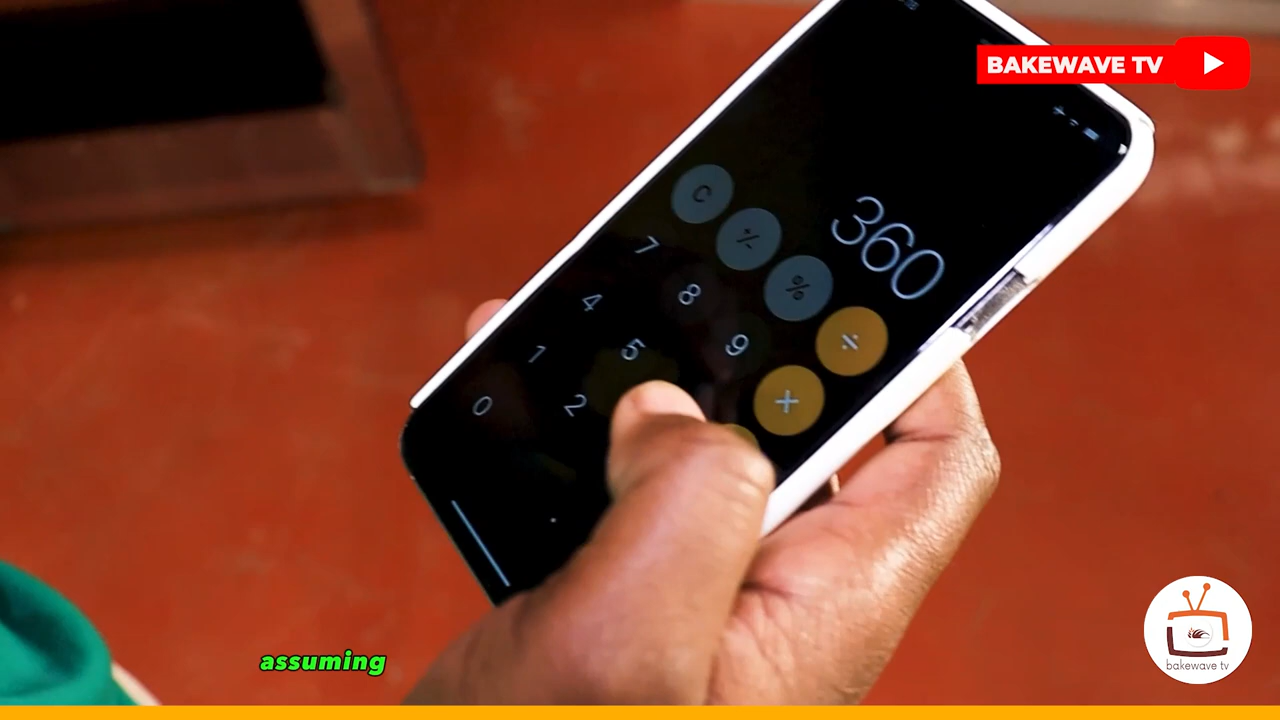 BAKEWAVE TV
360
C +/- % ÷
7 8 9
+
4 5
1 2
0
assuming
bakewave tv